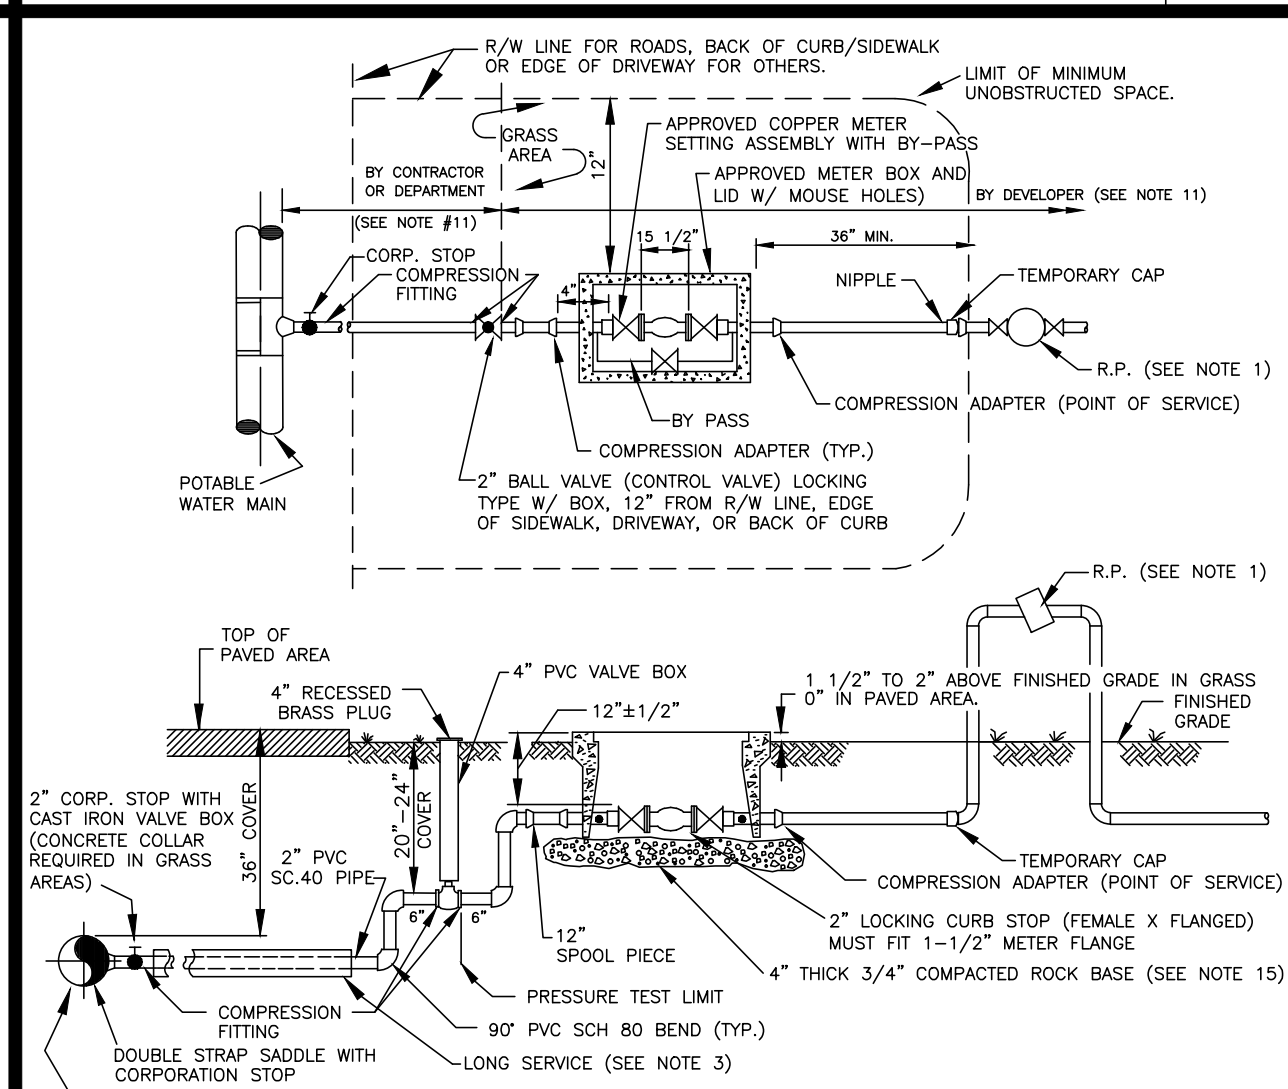 R/W LINE FOR ROADS, BACK OF CURB/SIDEWALK
OR EDGE OF DRIVEWAY FOR OTHERS.
LIMIT OF MINIMUM
UNOBSTRUCTED SPACE.
GRASS
AREA
12"
APPROVED COPPER METER
SETTING ASSEMBLY WITH BY-PASS
BY CONTRACTOR
OR DEPARTMENT
(SEE NOTE #11)
APPROVED METER BOX AND
LID W/ MOUSE HOLES)
BY DEVELOPER (SEE NOTE 11)
15 1/2"
36" MIN.
CORP. STOP
COMPRESSION
FITTING
4"
NIPPLE
TEMPORARY CAP
R.P. (SEE NOTE 1)
COMPRESSION ADAPTER (POINT OF SERVICE)
BY PASS
COMPRESSION ADAPTER (TYP.)
POTABLE
WATER MAIN
2" BALL VALVE (CONTROL VALVE) LOCKING
TYPE W/ BOX, 12" FROM R/W LINE, EDGE
OF SIDEWALK, DRIVEWAY, OR BACK OF CURB
R.P. (SEE NOTE 1)
TOP OF
PAVED AREA
4" RECESSED
BRASS PLUG
4" PVC VALVE BOX
12"±1/2"
1 1/2" TO 2" ABOVE FINISHED GRADE IN GRASS
0" IN PAVED AREA.
FINISHED
GRADE
2" CORP. STOP WITH
CAST IRON VALVE BOX
(CONCRETE COLLAR
REQUIRED IN GRASS
AREAS)
36" COVER
20"-24"
COVER
2" PVC
SC.40 PIPE
6"
6"
12"
SPOOL PIECE
TEMPORARY CAP
COMPRESSION ADAPTER (POINT OF SERVICE)
2" LOCKING CURB STOP (FEMALE X FLANGED)
MUST FIT 1-1/2" METER FLANGE
4" THICK 3/4" COMPACTED ROCK BASE (SEE NOTE 15)
PRESSURE TEST LIMIT
COMPRESSION
FITTING
90° PVC SCH 80 BEND (TYP.)
DOUBLE STRAP SADDLE WITH
CORPORATION STOP
LONG SERVICE (SEE NOTE 3)